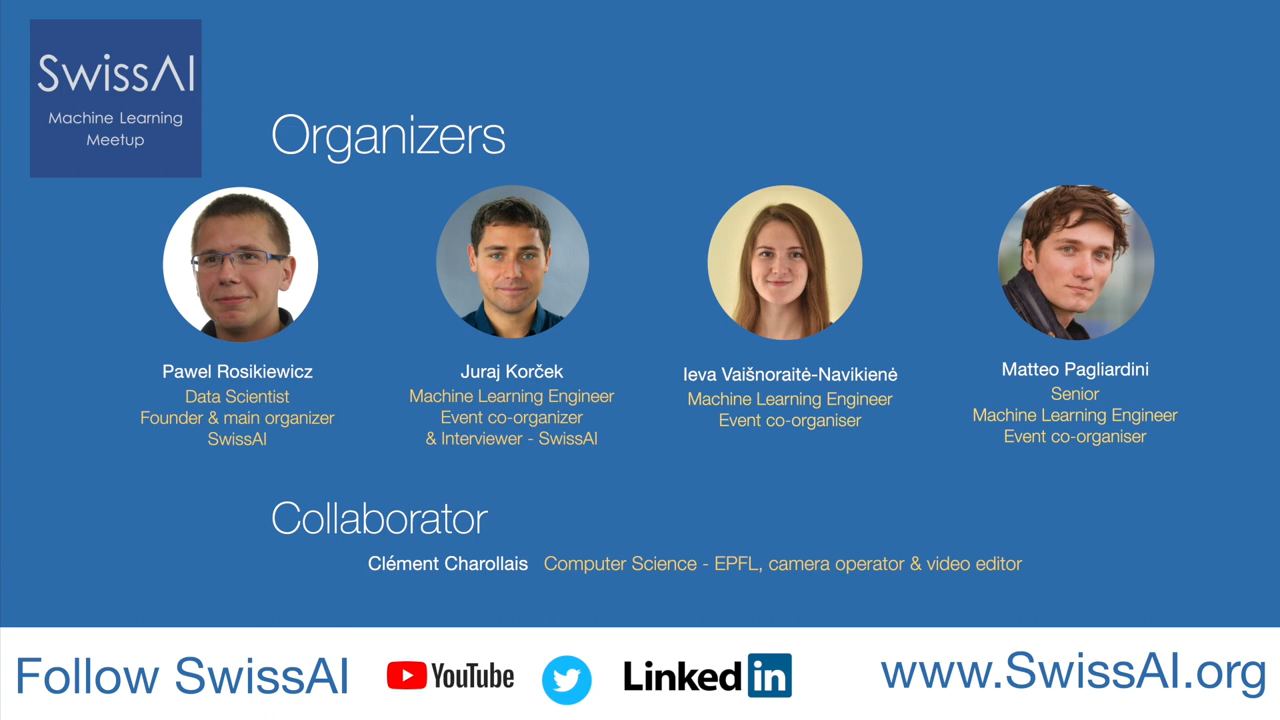 SwissAI
Machine Learning
Meetup
Organizers
Pawel Rosikiewicz
Data Scientist
Founder & main organizer
SwissAI
Juraj Korček
Machine Learning Engineer
Event co-organizer
& Interviewer - SwissAI
Ieva Vaišnoraitė-Navikienė
Machine Learning Engineer
Event co-organiser
Matteo Pagliardini
Senior
Machine Learning Engineer
Event co-organiser
Collaborator
Clément Charollais Computer Science - EPFL, camera operator & video editor
Follow SwissAI YouTube Linked in www.SwissAI.org